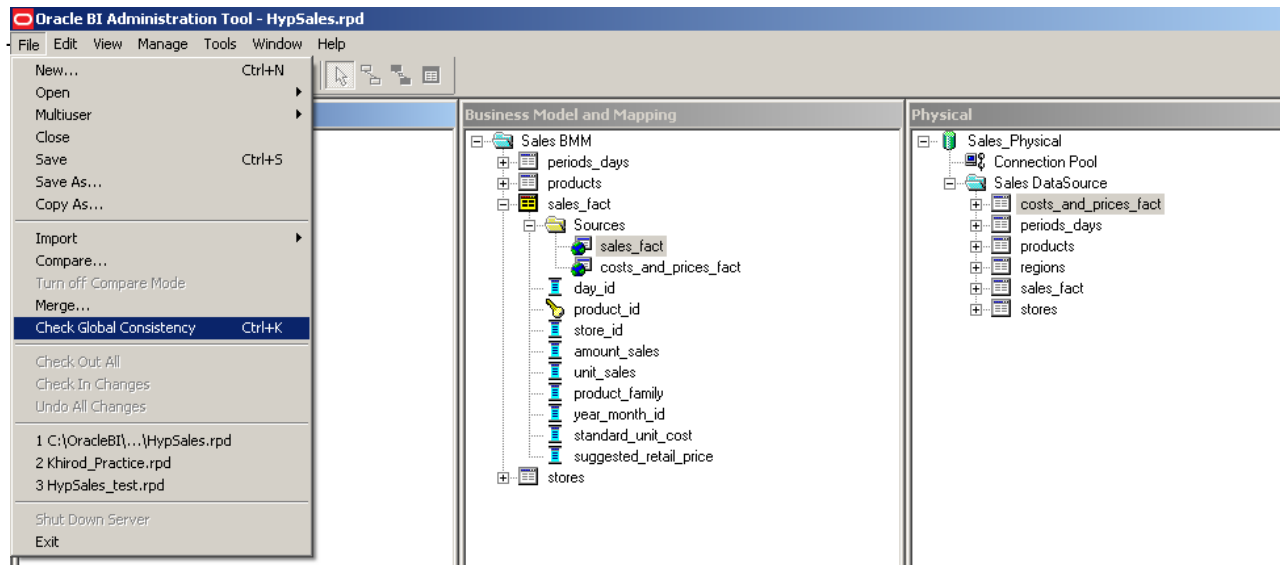 Oracle BI Administration Tool - HypSales.rpd
File Edit View Manage Tools Window Help
New... Ctrl+N
Open
Multiuser
Close
Save Ctrl+S
Save As...
Copy As...
Import
Compare...
Turn off Compare Mode
Merge...
Check Global Consistency Ctrl+K
Check Out All
Check In Changes
Undo All Changes
1 C:\OracleBI\...\HypSales.rpd
2 Khirod_Practice.rpd
3 HypSales_test.rpd
Shut Down Server
Exit
Business Model and Mapping
Sales BMM
periods_days
products
sales_fact
Sources
sales_fact
costs_and_prices_fact
day_id
product_id
store_id
amount_sales
unit_sales
product_family
year_month_id
standard_unit_cost
suggested_retail_price
stores
Physical
Sales_Physical
Connection Pool
Sales DataSource
costs_and_prices_fact
periods_days
products
regions
sales_fact
stores